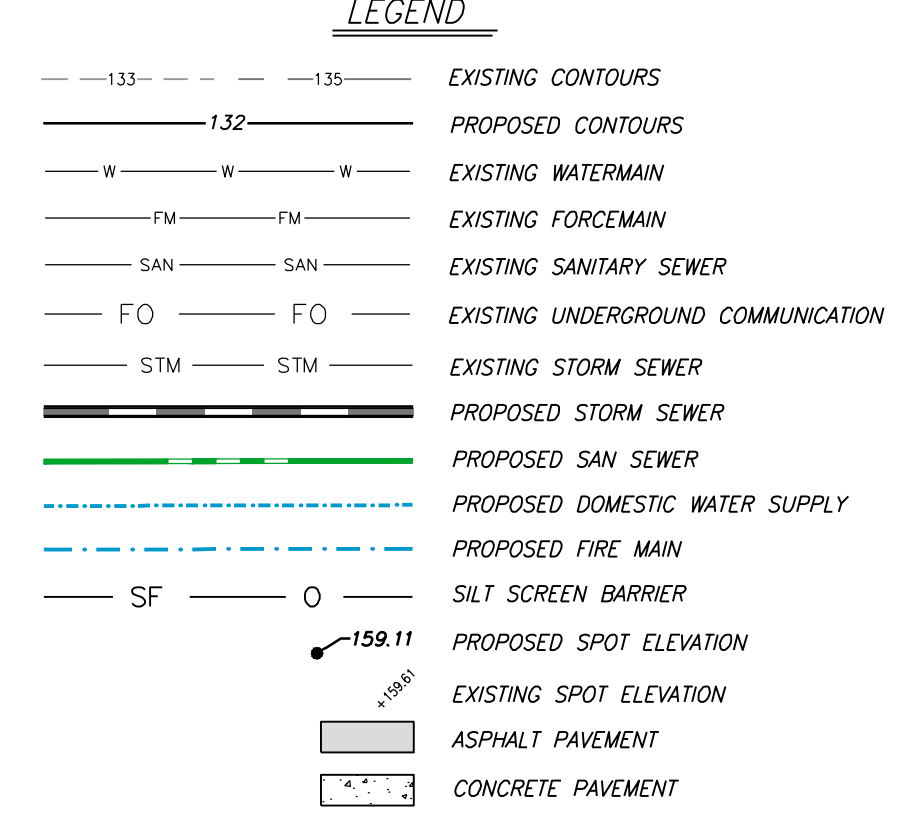 LEGEND
133 135 EXISTING CONTOURS
132 PROPOSED CONTOURS
W W W EXISTING WATERMAIN
FM FM EXISTING FORCEMAIN
SAN SAN EXISTING SANITARY SEWER
FO FO EXISTING UNDERGROUND COMMUNICATION
STM STM EXISTING STORM SEWER
PROPOSED STORM SEWER
PROPOSED SAN SEWER
PROPOSED DOMESTIC WATER SUPPLY
PROPOSED FIRE MAIN
SF O SILT SCREEN BARRIER
159.11 PROPOSED SPOT ELEVATION
+159.61 EXISTING SPOT ELEVATION
ASPHALT PAVEMENT
CONCRETE PAVEMENT